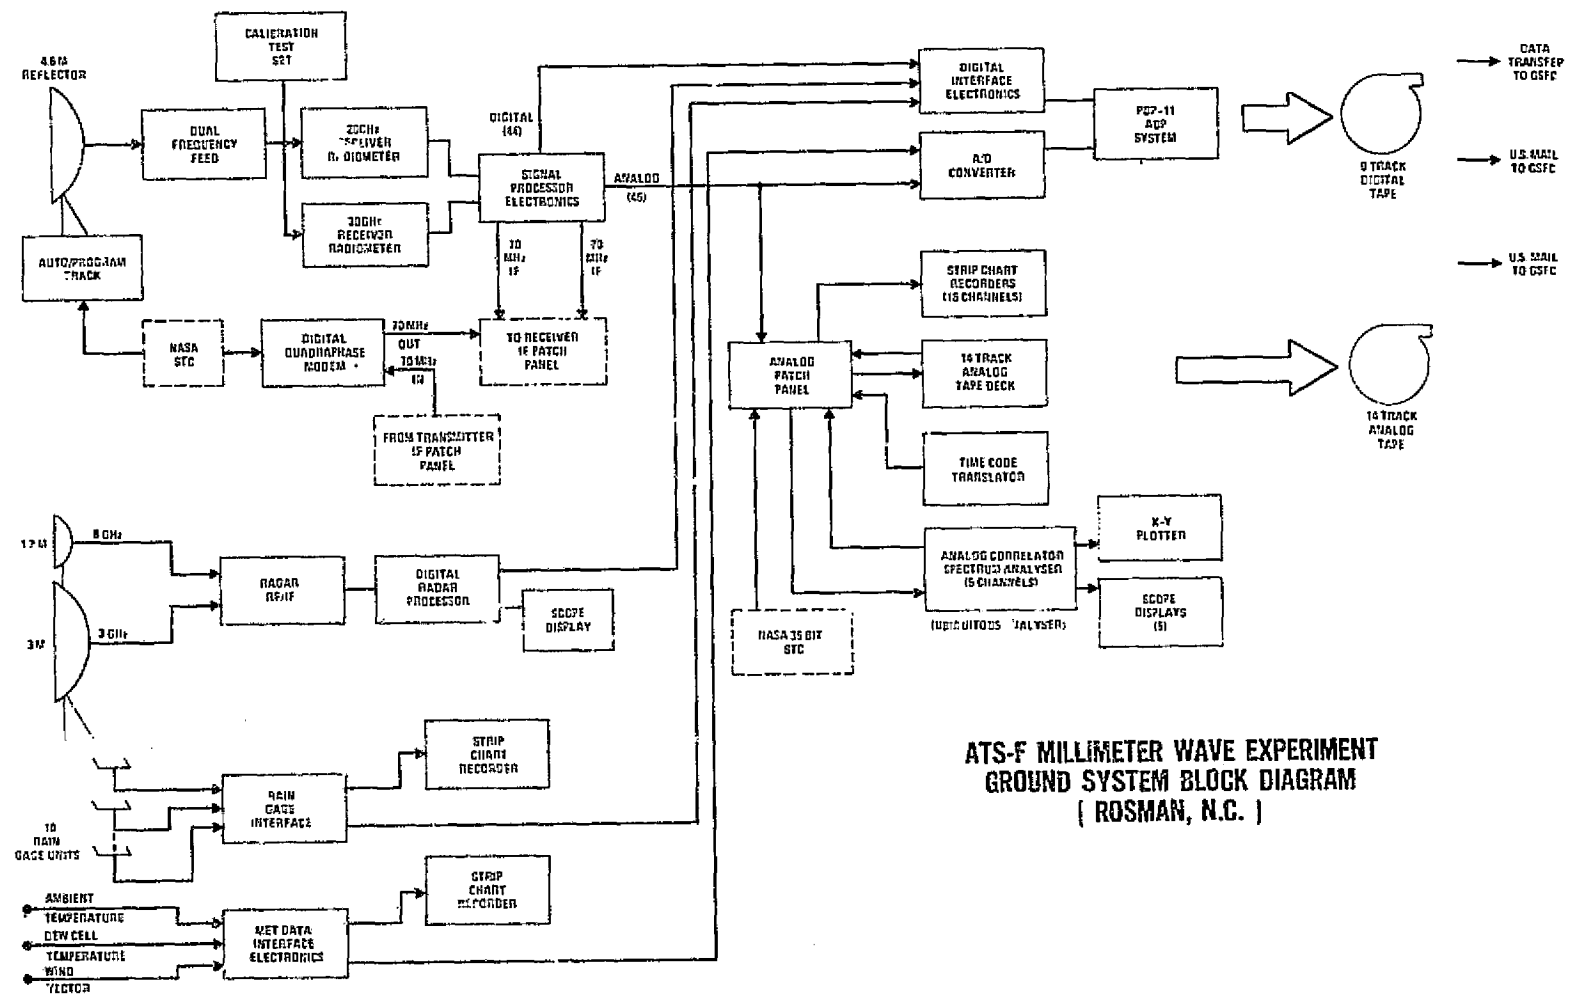 CALIBRATION
TEST
SET
4.6 M
REFLECTOR
DUAL
FREQUENCY
FEED
20GHz
RECEIVER
RADIOMETER
30GHz
RECEIVER
RADIOMETER
DIGITAL
(44)
SIGNAL
PROCESSOR
ELECTRONICS
ANALOG
(45)
DIGITAL
INTERFACE
ELECTRONICS
A/D
CONVERTER
PDP-11
ADP
SYSTEM
9 TRACK
DIGITAL
TAPE
DATA
TRANSFER
TO GSFC
U.S. MAIL
TO GSFC
U.S. MAIL
TO GSFC
AUTO/PROGRAM
TRACK
NASA
STC
DIGITAL
QUADRAPHASE
MODEM
70 MHz
OUT
70 MHz
IN
70
MHz
IF
70
MHz
IF
TO RECEIVER
IF PATCH
PANEL
FROM TRANSMITTER
IF PATCH
PANEL
STRIP CHART
RECORDERS
(16 CHANNELS)
ANALOG
PATCH
PANEL
14 TRACK
ANALOG
TAPE DECK
TIME CODE
TRANSLATOR
14 TRACK
ANALOG
TAPE
ANALOG CORRELATOR
SPECTRUM ANALYSER
(5 CHANNELS)
X-Y
PLOTTER
SCOPE
DISPLAYS
(5)
NASA 36 BIT
STC
8 GHz
3 GHz
3M
RADAR
RF/IF
DIGITAL
RADAR
PROCESSOR
SCOPE
DISPLAY
10
RAIN
GAGE UNITS
RAIN
GAGE
INTERFACE
STRIP
CHART
RECORDER
AMBIENT
TEMPERATURE
DEW CELL
TEMPERATURE
WIND
VECTOR
MET DATA
INTERFACE
ELECTRONICS
STRIP
CHART
RECORDER
ATS-F MILLIMETER WAVE EXPERIMENT
GROUND SYSTEM BLOCK DIAGRAM
( ROSMAN, N.C. )